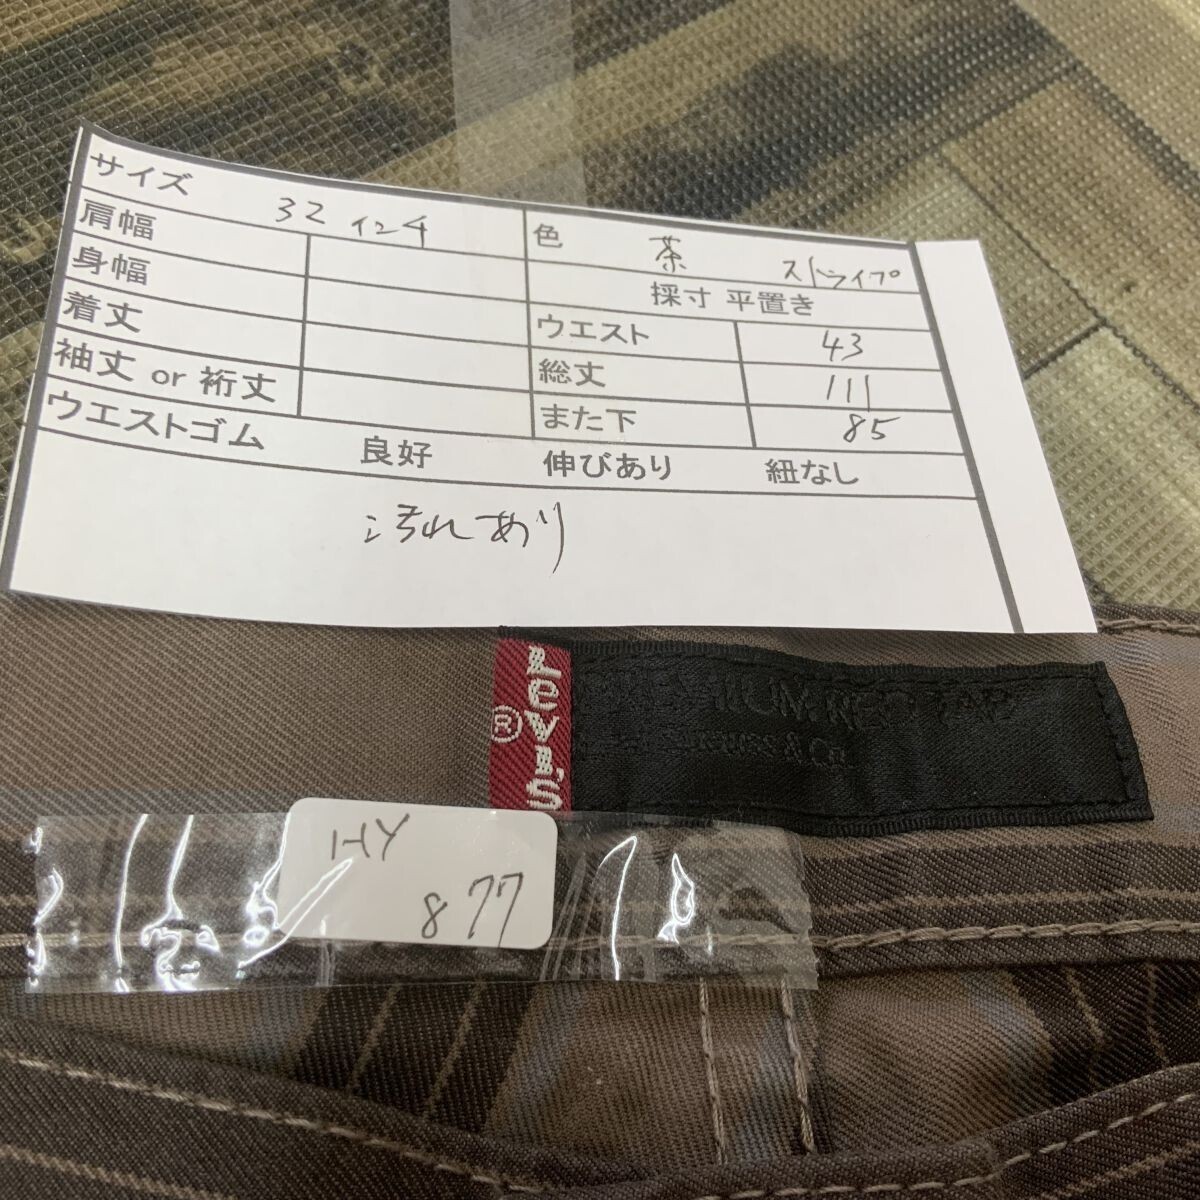 サイズ 32 インチ
肩幅
身幅
着丈
袖丈 or 裄丈
色 茶 ストライプ
採寸 平置き
ウエスト 43
総丈 111
また下 85
ウエストゴム 良好 伸びあり 紐なし
汚れあり
LEVI'S
®
& Co.
HY
877